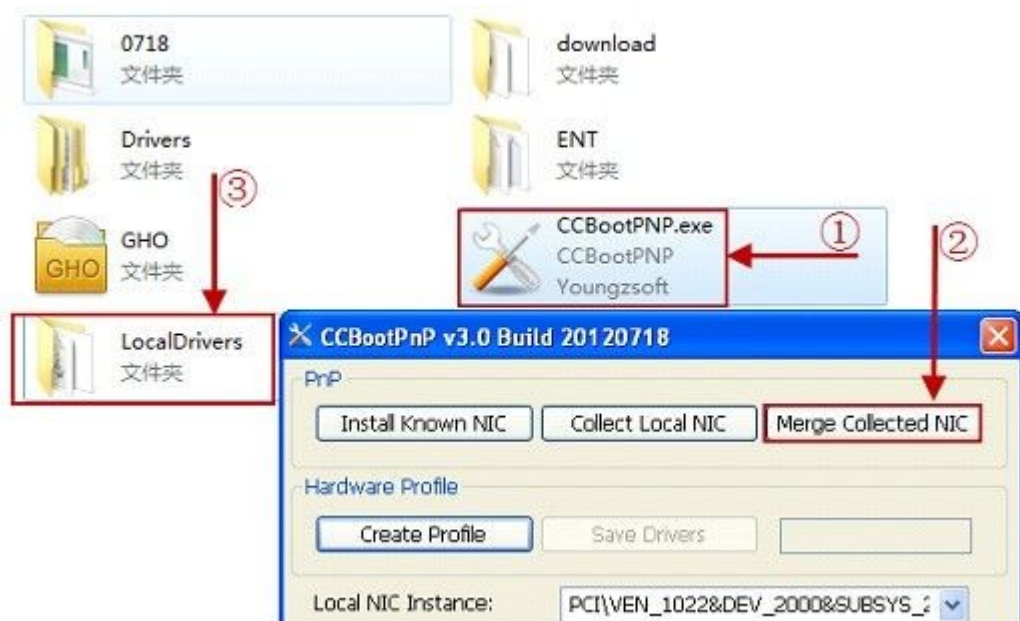 0718
文件夹
download
文件夹
Drivers
文件夹
ENT
文件夹
③
GHO
GHO
文件夹
CCBootPNP.exe
CCBootPNP
Youngzsoft
①
②
LocalDrivers
文件夹
CCBootPnP v3.0 Build 20120718
PnP
Install Known NIC
Collect Local NIC
Merge Collected NIC
Hardware Profile
Create Profile
Save Drivers
Local NIC Instance:
PCI\VEN_1022&DEV_2000&SUBSYS_2